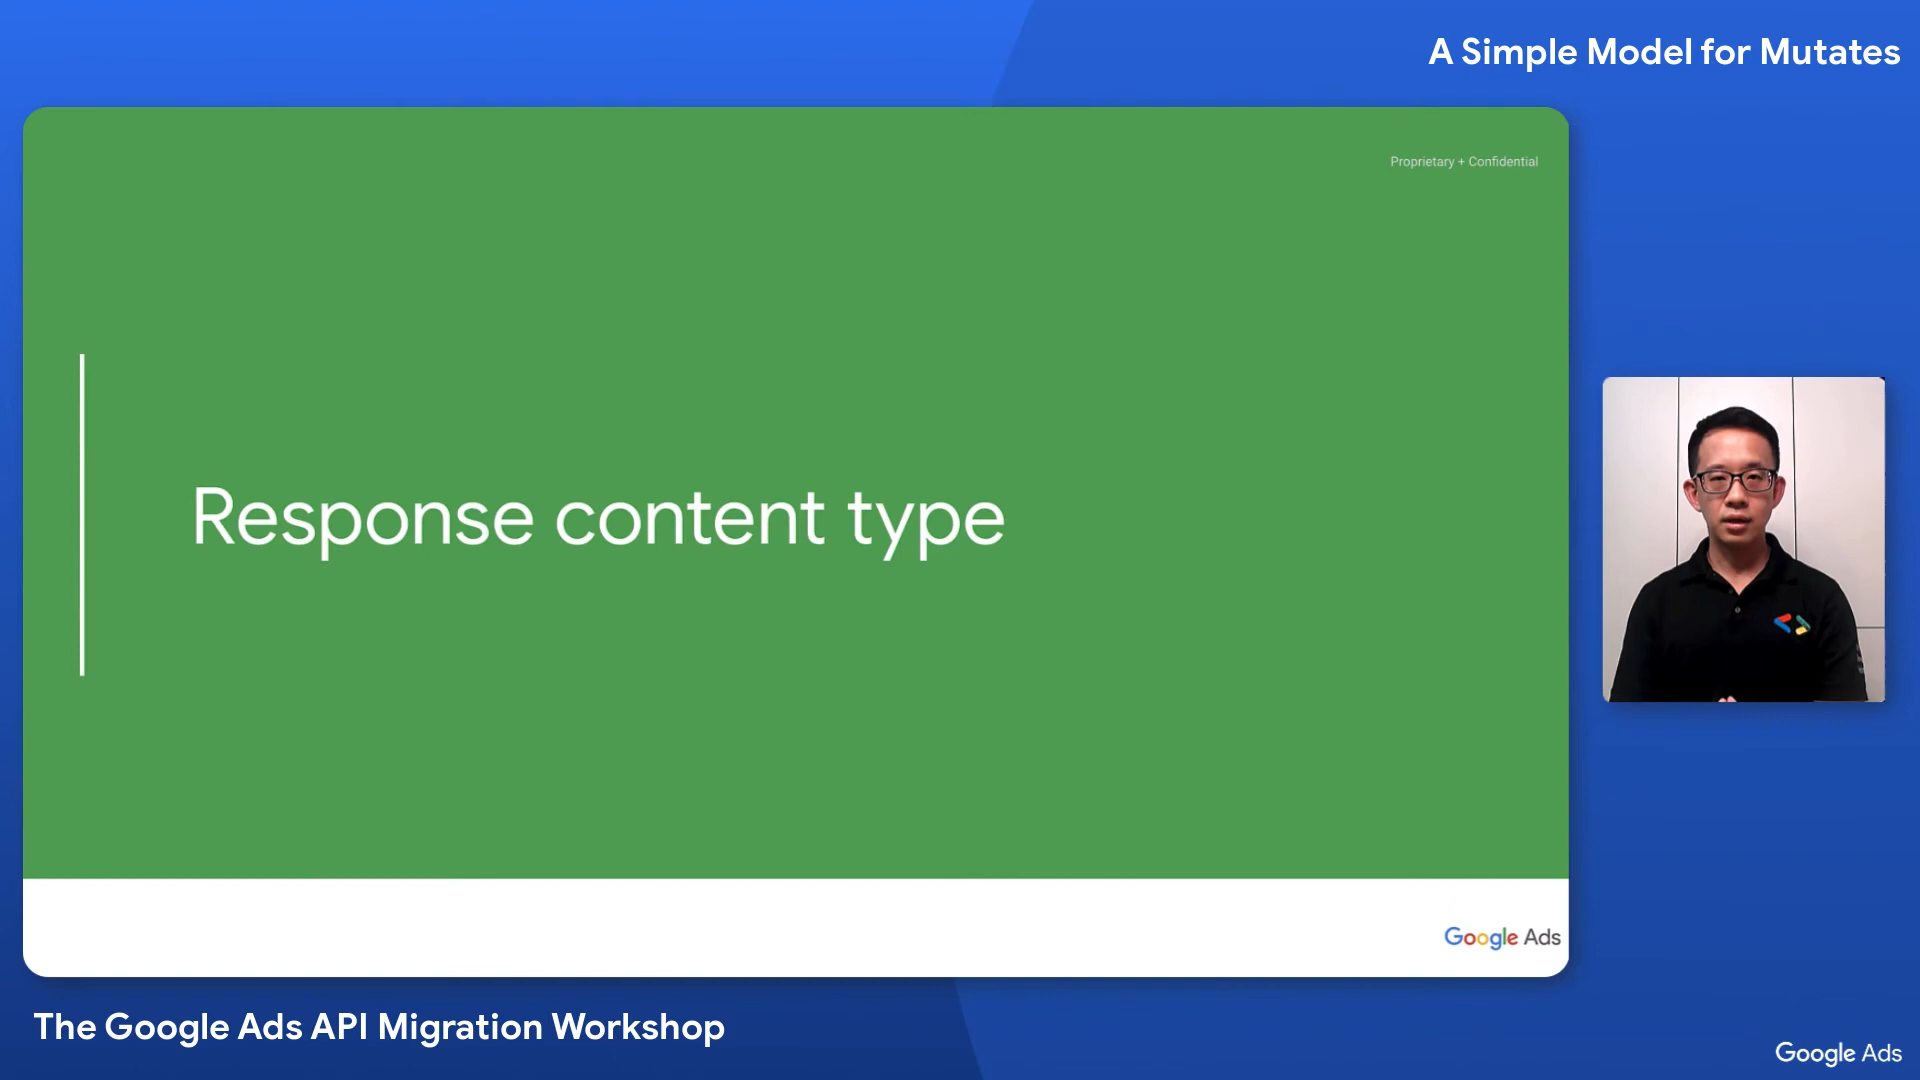 A Simple Model for Mutates
Proprietary + Confidential
Response content type
Google Ads
The Google Ads API Migration Workshop
Google Ads